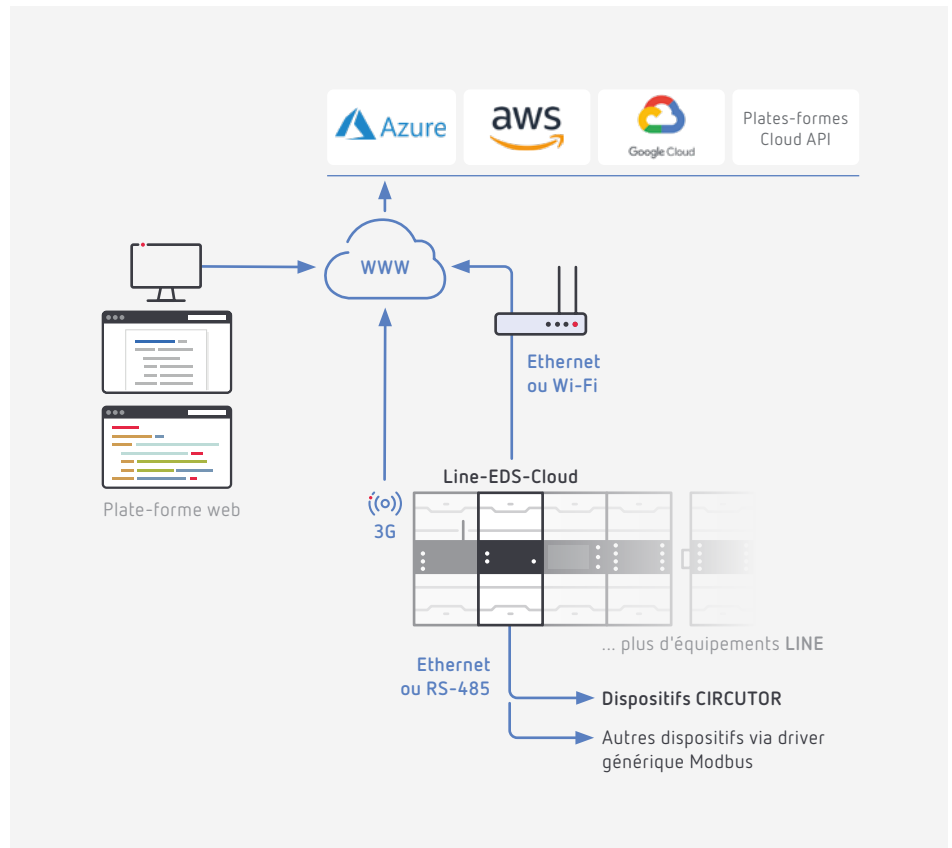 Azure
aws
Google Cloud
Plates-formes
Cloud API
WWW
Ethernet
ou Wi-Fi
Plate-forme web
Line-EDS-Cloud
3G
... plus d'équipements LINE
Ethernet
ou RS-485
Dispositifs CIRCUTOR
Autres dispositifs via driver
générique Modbus